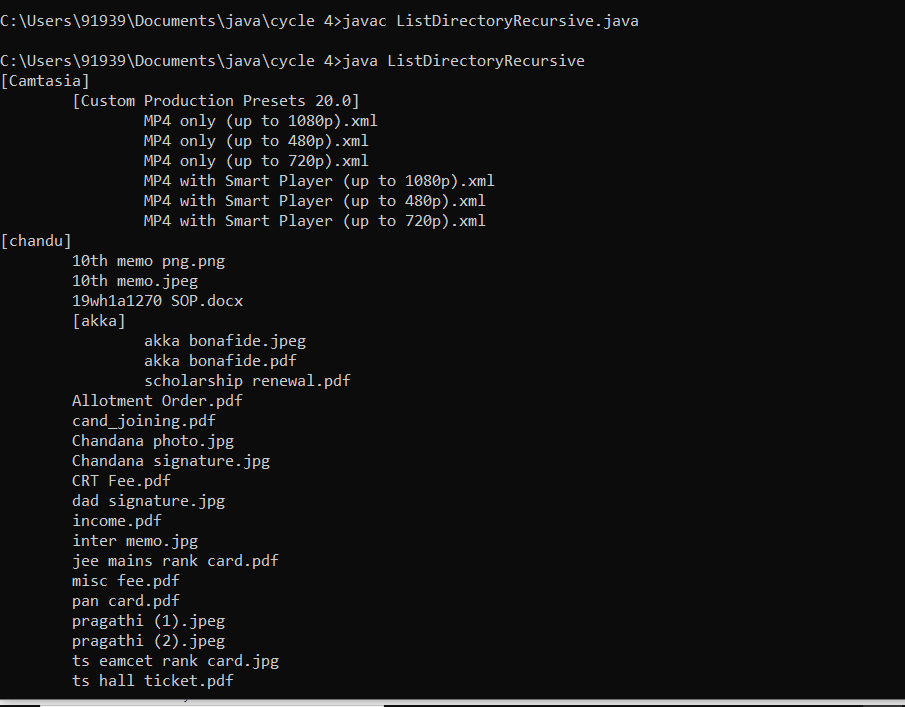 C:\Users\91939\Documents\java\cycle 4>javac ListDirectoryRecursive.java
C:\Users\91939\Documents\java\cycle 4>java ListDirectoryRecursive
[Camtasia]
[Custom Production Presets 20.0]
MP4 only (up to 1080p).xml
MP4 only (up to 480p).xml
MP4 only (up to 720p).xml
MP4 with Smart Player (up to 1080p).xml
MP4 with Smart Player (up to 480p).xml
MP4 with Smart Player (up to 720p).xml
[chandu]
10th memo png.png
10th memo.jpeg
19wh1a1270 SOP.docx
[akka]
akka bonafide.jpeg
akka bonafide.pdf
scholarship renewal.pdf
Allotment Order.pdf
cand_joining.pdf
Chandana photo.jpg
Chandana signature.jpg
CRT Fee.pdf
dad signature.jpg
income.pdf
inter memo.jpg
jee mains rank card.pdf
misc fee.pdf
pan card.pdf
pragathi (1).jpeg
pragathi (2).jpeg
ts eamcet rank card.jpg
ts hall ticket.pdf